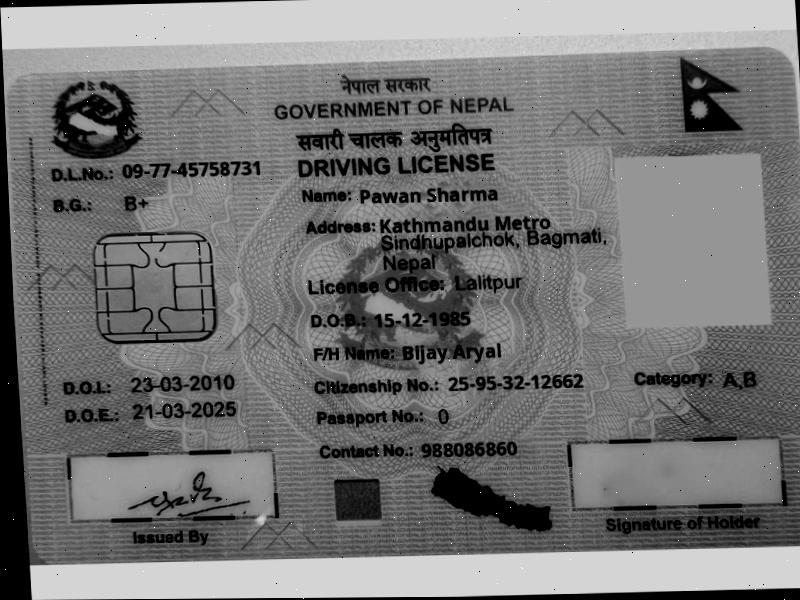 नेपाल सरकार
GOVERNMENT OF NEPAL
सवारी चालक अनुमतिपत्र
DRIVING LICENSE
D.L.No.: 09-77-45758731
B.G.: B+
Name: Pawan Sharma
Address: Kathmandu Metro
Sindhupalchok, Bagmati,
Nepal
License Office: Lalitpur
D.O.B.: 15-12-1985
F/H Name: Bijay Aryal
D.O.I.: 23-03-2010
Citizenship No.: 25-95-32-12662
Category: A,B
D.O.E.: 21-03-2025
Passport No.: 0
Contact No.: 988086860
Issued By
Signature of Holder